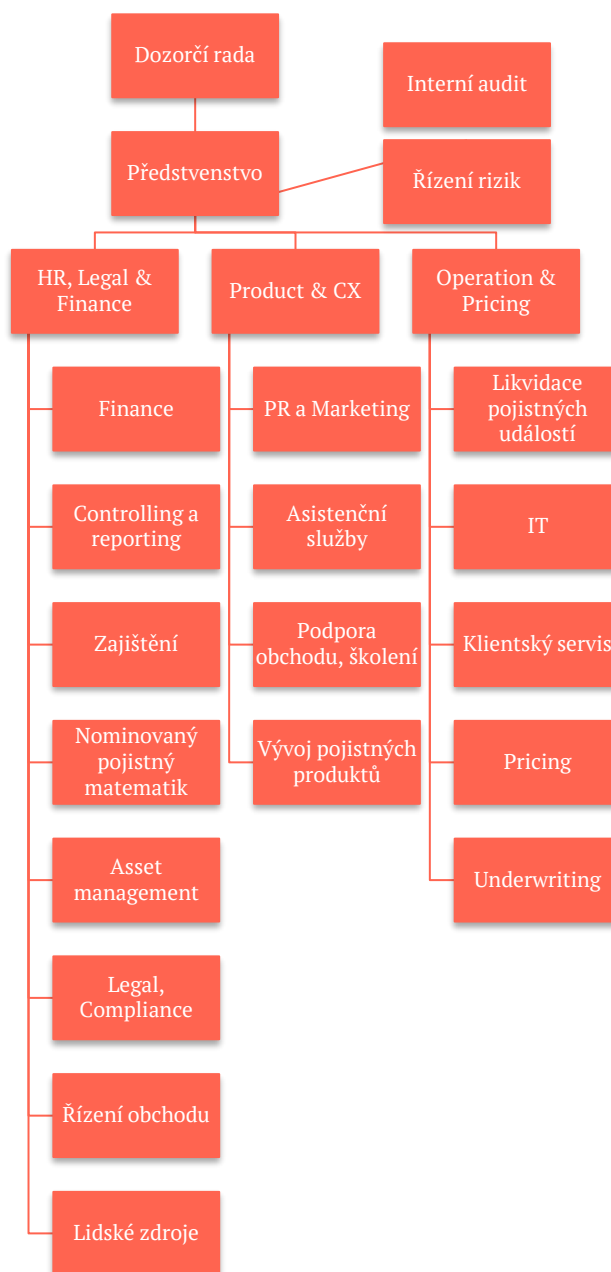 Dozorčí rada
Interní audit
Předstvenstvo
Řízení rizik
HR, Legal &
Finance
Product & CX
Operation &
Pricing
Finance
Controlling a
reporting
Zajištění
Nominovaný
pojistný
matematik
Asset
management
Legal,
Compliance
Řízení obchodu
Lidské zdroje
PR a Marketing
Asistenční
služby
Podpora
obchodu, školení
Vývoj pojistných
produktů
Likvidace
pojistných
událostí
IT
Klientský servis
Pricing
Underwriting